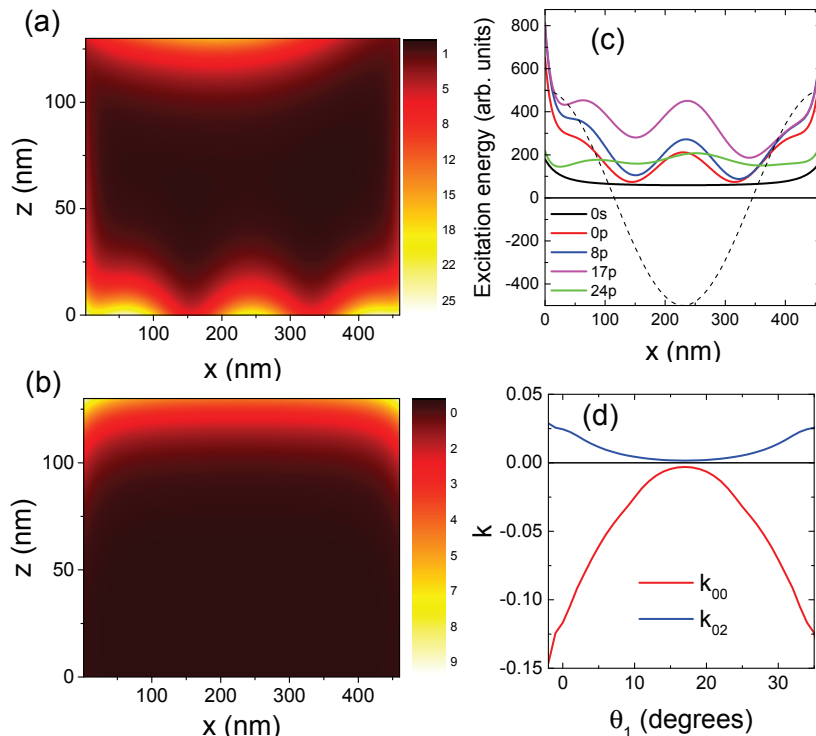 (a)
z (nm)
100
50
0
100 200 300 400
x (nm)
1
5
8
12
15
18
22
25
(c)
Excitation energy (arb. units)
800
600
400
200
0
-200
-400
0s
0p
8p
17p
24p
0 100 200 300 400
x (nm)
(b)
z (nm)
100
50
0
100 200 300 400
x (nm)
0
1
2
3
4
5
6
7
8
9
(d)
k
0.05
0.00
-0.05
-0.10
-0.15
k₀₀
k₀₂
0 10 20 30
θ₁ (degrees)